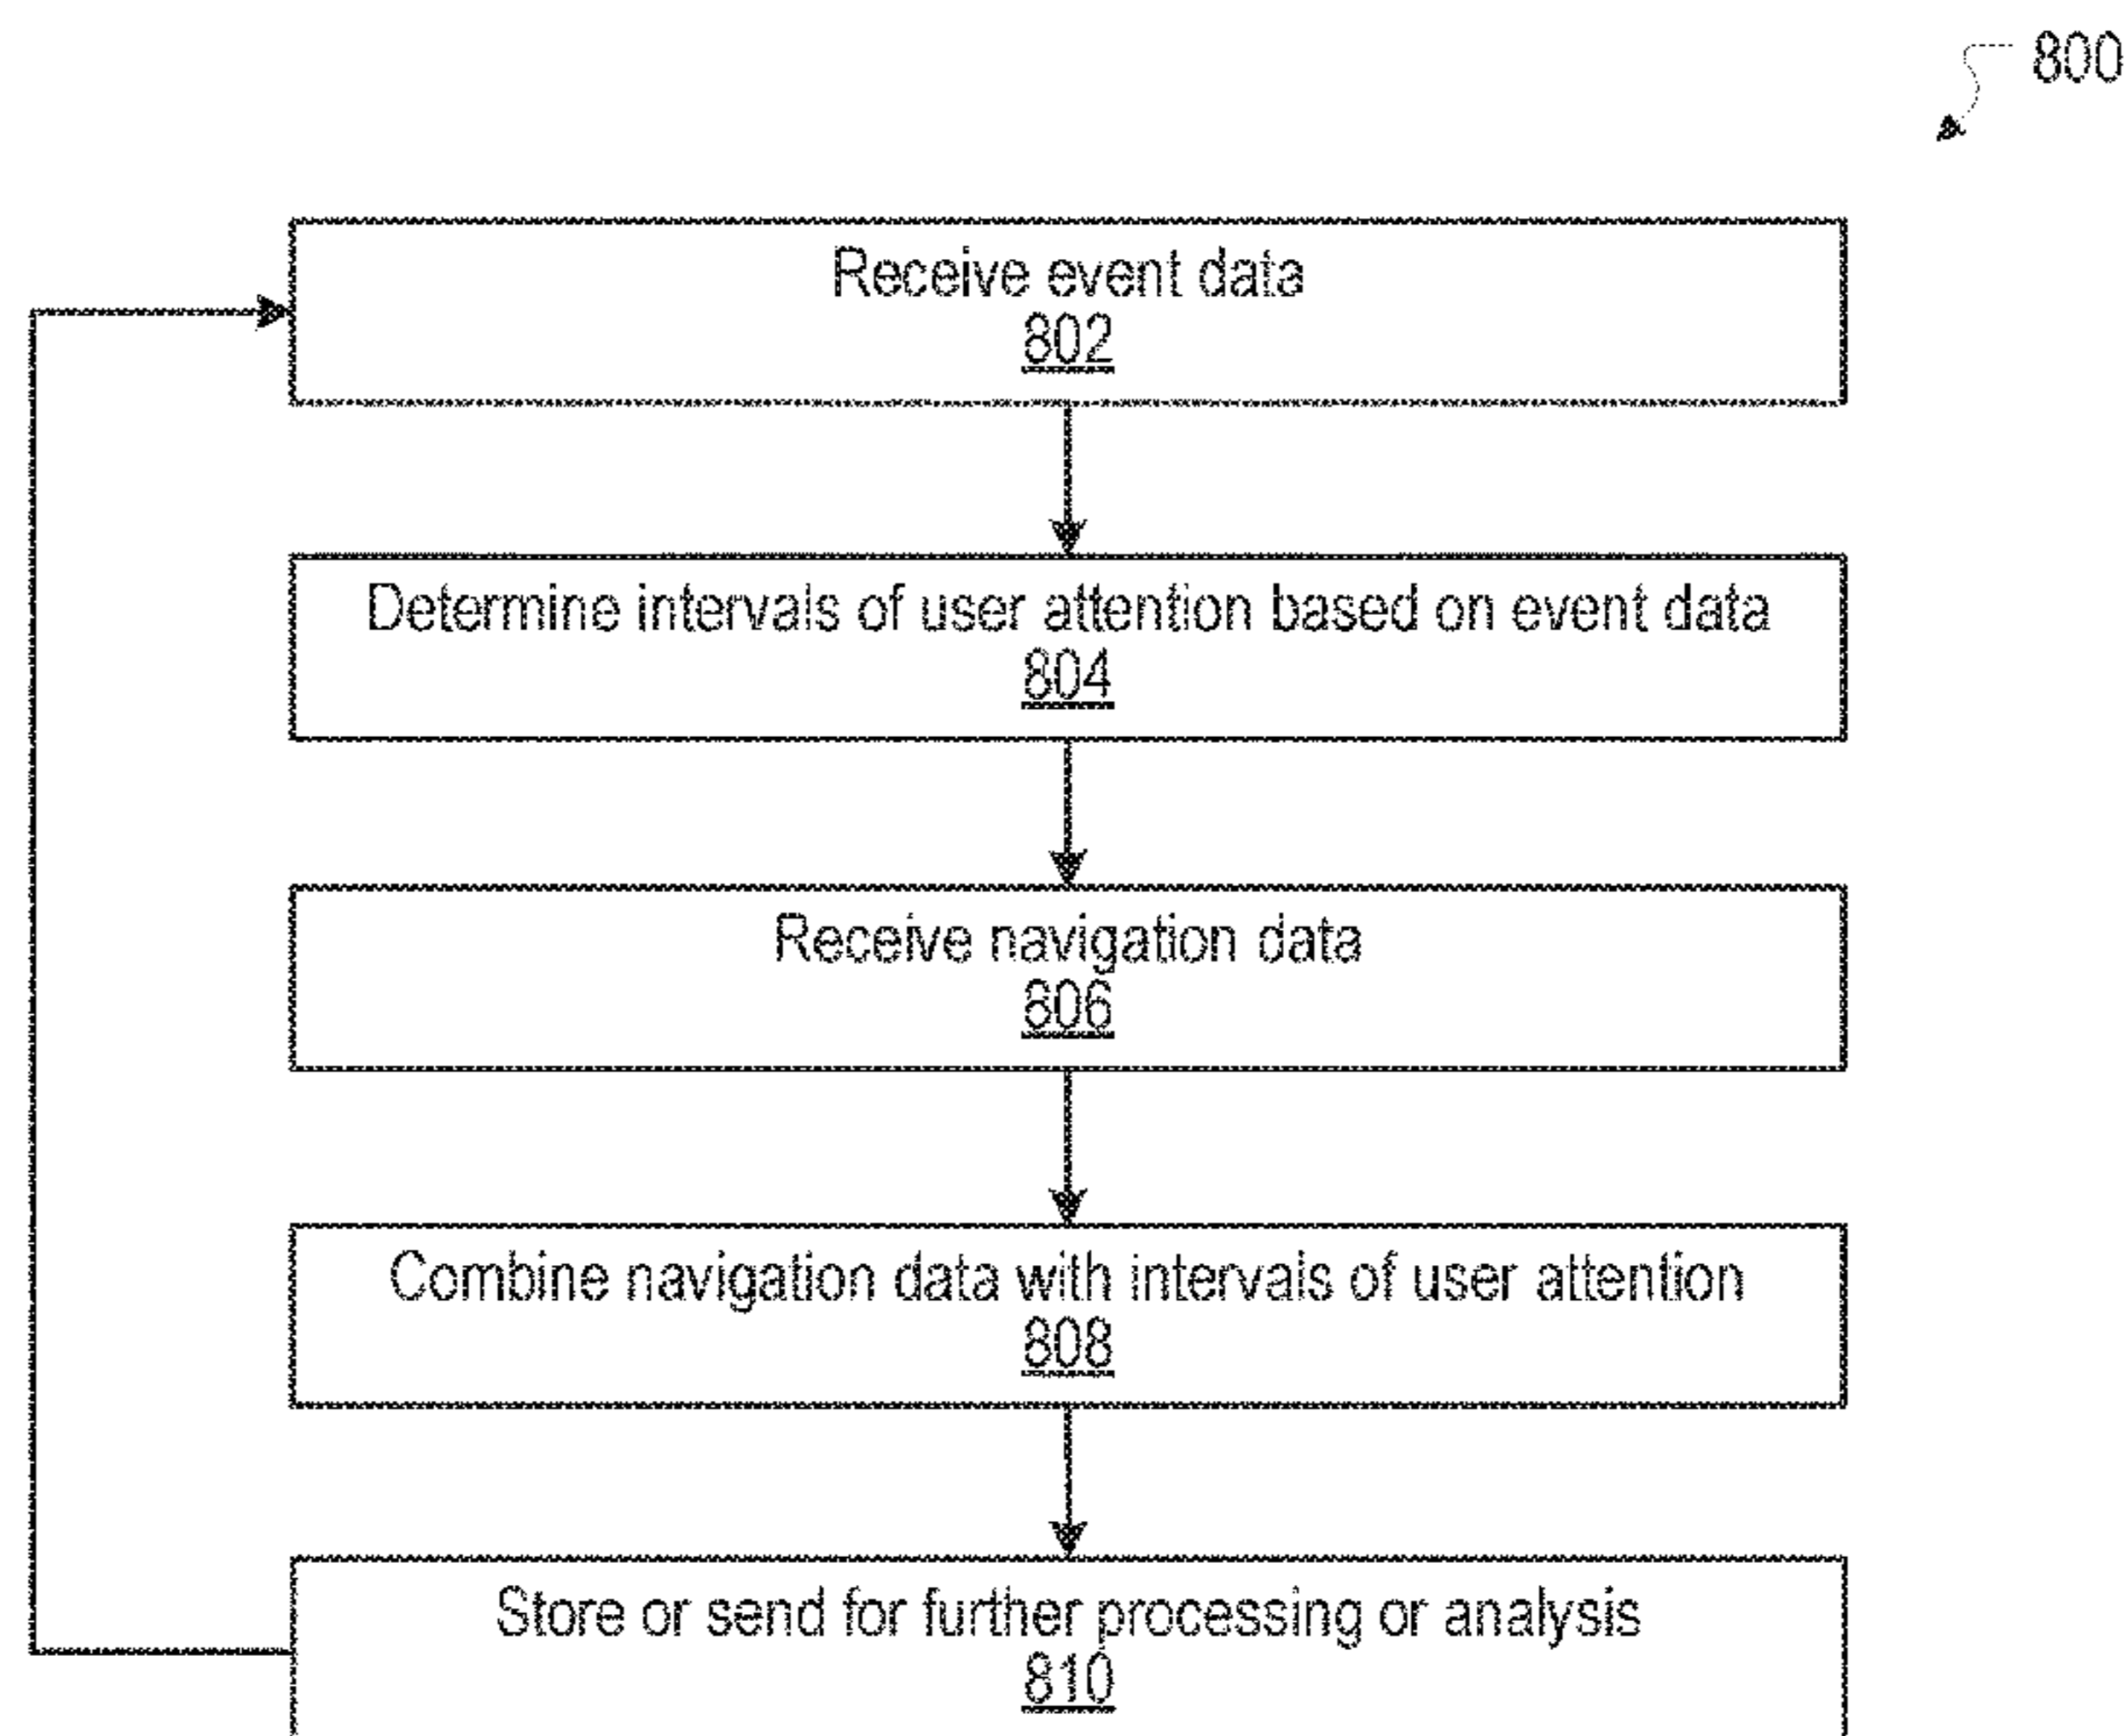 800
Receive event data
802
Determine intervals of user attention based on event data
804
Receive navigation data
806
Combine navigation data with intervals of user attention
808
Store or send for further processing or analysis
810